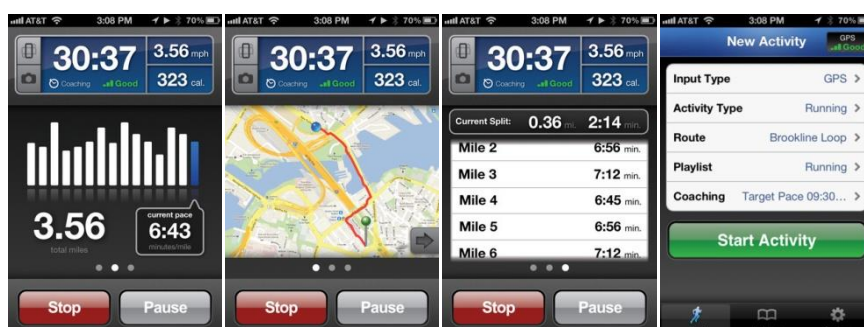 AT&T 3:08 PM 70%
30:37
3.56 mph
Coaching Good
323 cal.
3.56
total miles
current pace
6:43
minutes/mile
Stop Pause
AT&T 3:08 PM 70%
30:37
3.56 mph
Coaching Good
323 cal.
Stop Pause
AT&T 3:08 PM 70%
30:37
3.56 mph
Coaching Good
323 cal.
Current Split: 0.36 mi. 2:14 min.
Mile 2 6:56 min.
Mile 3 7:12 min.
Mile 4 6:45 min.
Mile 5 6:56 min.
Mile 6 7:12 min.
Stop Pause
AT&T 3:08 PM 70%
New Activity
GPS
Good
Input Type GPS
Activity Type Running
Route Brookline Loop
Playlist Running
Coaching Target Pace 09:30...
Start Activity